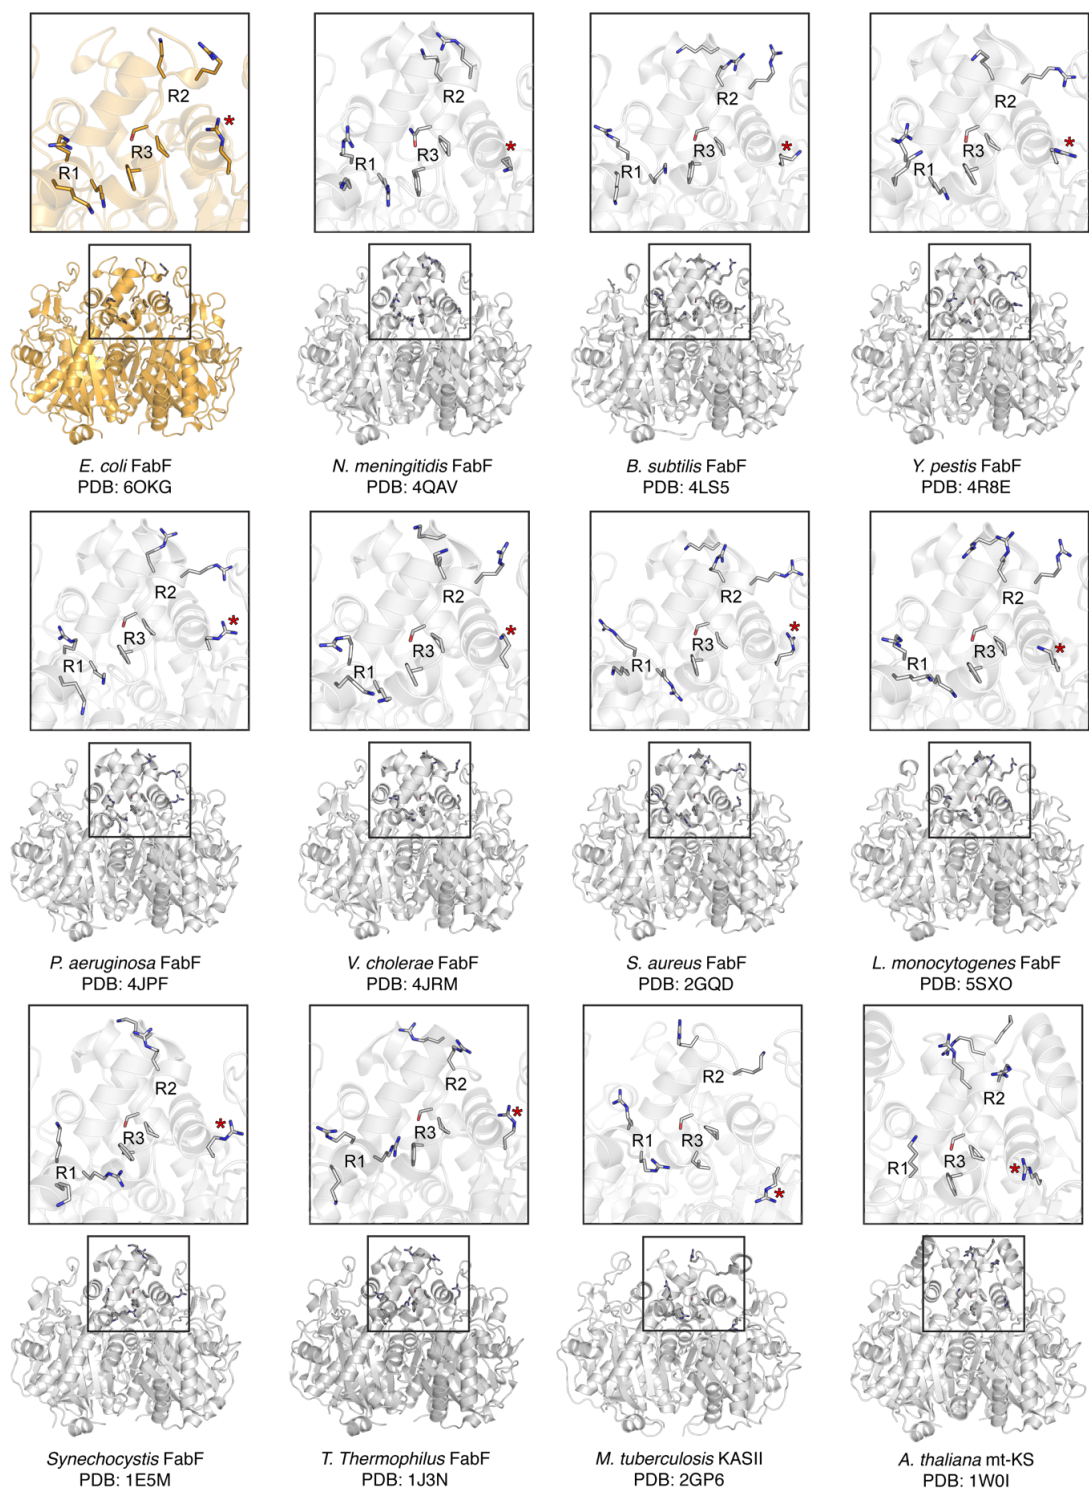 R2
*
R3
R1
R2
*
R3
R1
R2
*
R3
R1
R2
*
R3
R1
E. coli FabF
PDB: 6OKG
N. meningitidis FabF
PDB: 4QAV
B. subtilis FabF
PDB: 4LS5
Y. pestis FabF
PDB: 4R8E
R2
*
R3
R1
R2
*
R3
R1
R2
*
R3
R1
R2
*
R3
R1
P. aeruginosa FabF
PDB: 4JPF
V. cholerae FabF
PDB: 4JRM
S. aureus FabF
PDB: 2GQD
L. monocytogenes FabF
PDB: 5SXO
R2
*
R3
R1
R2
*
R3
R1
R2
R3
R1
*
R2
R3
R1
*
Synechocystis FabF
PDB: 1E5M
T. Thermophilus FabF
PDB: 1J3N
M. tuberculosis KASII
PDB: 2GP6
A. thaliana mt-KS
PDB: 1W0I